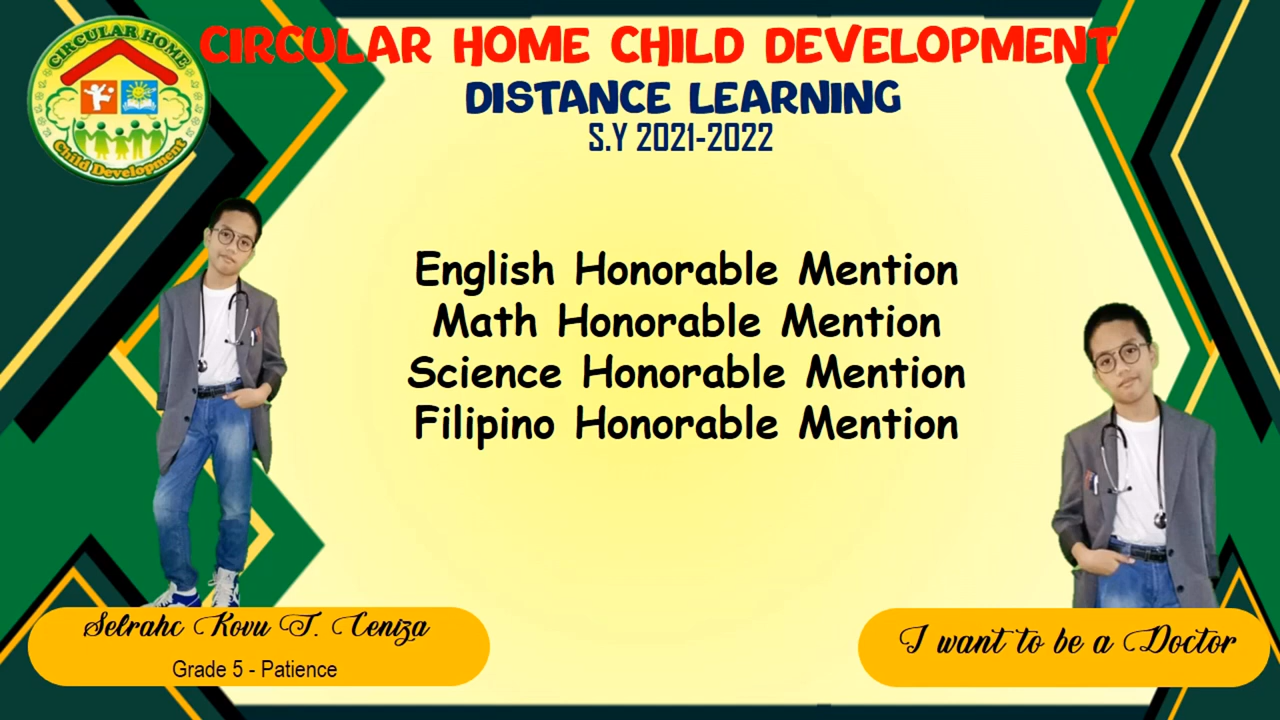 CIRCULAR HOME
Child Development
CIRCULAR HOME CHILD DEVELOPMENT
DISTANCE LEARNING
S.Y 2021-2022
English Honorable Mention
Math Honorable Mention
Science Honorable Mention
Filipino Honorable Mention
Selrahc Kovu T. Ceniza
Grade 5 - Patience
I want to be a Doctor